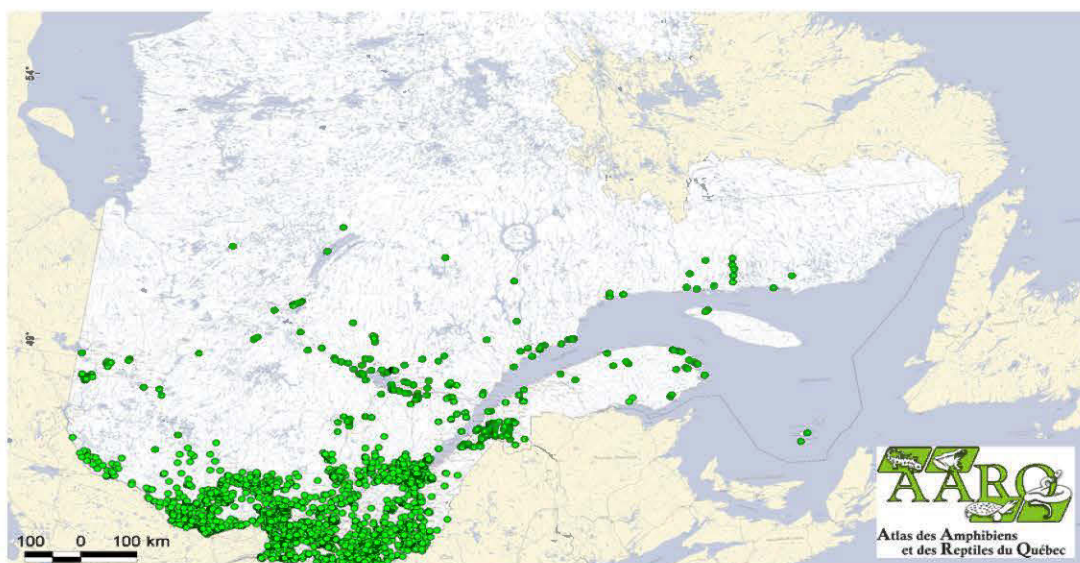 54°
49°
100 0 100 km
AARQ
Atlas des Amphibiens
et des Reptiles du Québec